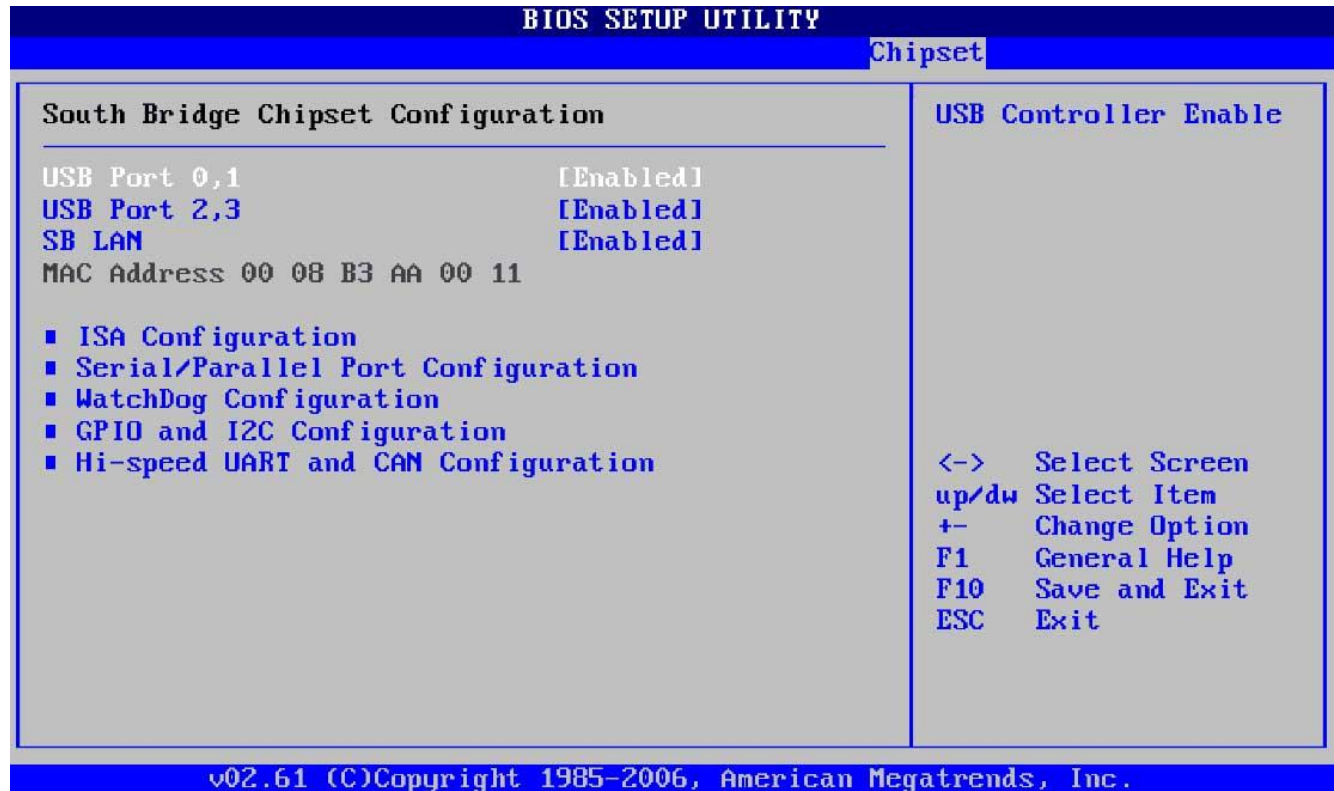 BIOS SETUP UTILITY
Chipset
South Bridge Chipset Configuration
USB Port 0,1 [Enabled]
USB Port 2,3 [Enabled]
SB LAN [Enabled]
MAC Address 00 08 B3 AA 00 11
▪ ISA Configuration
▪ Serial/Parallel Port Configuration
▪ WatchDog Configuration
▪ GPIO and I2C Configuration
▪ Hi-speed UART and CAN Configuration
USB Controller Enable
<-> Select Screen
up/dw Select Item
+- Change Option
F1 General Help
F10 Save and Exit
ESC Exit
v02.61 (C)Copyright 1985-2006, American Megatrends, Inc.